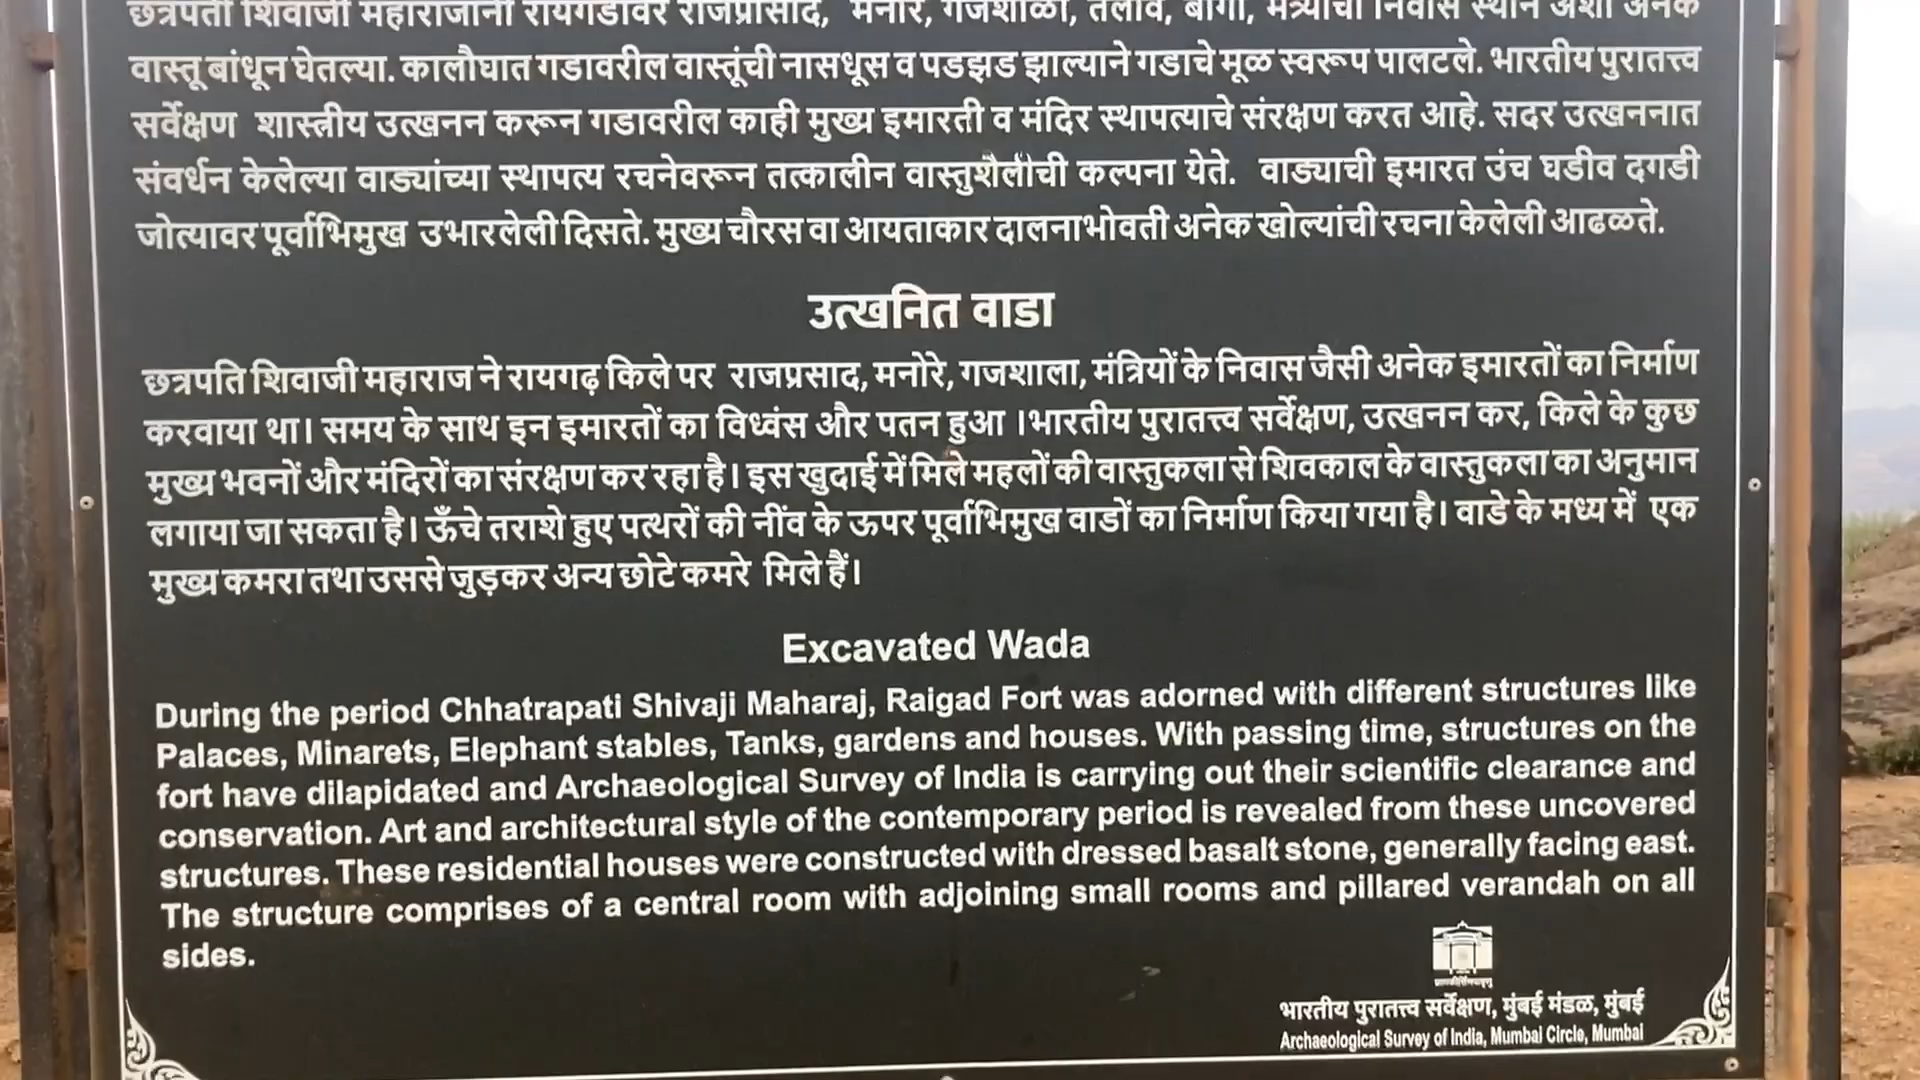 छत्रपती शिवाजी महाराजांनी रायगडावर राजप्रासाद, मनोरे, गजशाळा, तलाव, बागा, मंत्र्यांची निवास स्थाने अशा अनेक
वास्तू बांधून घेतल्या. कालौघात गडावरील वास्तूंची नासधूस व पडझड झाल्याने गडाचे मूळ स्वरूप पालटले. भारतीय पुरातत्त्व
सर्वेक्षण शास्त्रीय उत्खनन करून गडावरील काही मुख्य इमारती व मंदिर स्थापत्याचे संरक्षण करत आहे. सदर उत्खननात
संवर्धन केलेल्या वाड्यांच्या स्थापत्य रचनेवरून तत्कालीन वास्तुशैलीची कल्पना येते. वाड्याची इमारत उंच घडीव दगडी
जोत्यावर पूर्वाभिमुख उभारलेली दिसते. मुख्य चौरस वा आयताकार दालनाभोवती अनेक खोल्यांची रचना केलेली आढळते.
उत्खनित वाडा
छत्रपति शिवाजी महाराज ने रायगढ़ किले पर राजप्रसाद, मनोरे, गजशाला, मंत्रियों के निवास जैसी अनेक इमारतों का निर्माण
करवाया था। समय के साथ इन इमारतों का विध्वंस और पतन हुआ ।भारतीय पुरातत्त्व सर्वेक्षण, उत्खनन कर, किले के कुछ
मुख्य भवनों और मंदिरों का संरक्षण कर रहा है। इस खुदाई में मिले महलों की वास्तुकला से शिवकाल के वास्तुकला का अनुमान
लगाया जा सकता है। ऊँचे तराशे हुए पत्थरों की नींव के ऊपर पूर्वाभिमुख वाडों का निर्माण किया गया है। वाडे के मध्य में एक
मुख्य कमरा तथा उससे जुड़कर अन्य छोटे कमरे मिले हैं।
Excavated Wada
During the period Chhatrapati Shivaji Maharaj, Raigad Fort was adorned with different structures like
Palaces, Minarets, Elephant stables, Tanks, gardens and houses. With passing time, structures on the
fort have dilapidated and Archaeological Survey of India is carrying out their scientific clearance and
conservation. Art and architectural style of the contemporary period is revealed from these uncovered
structures. These residential houses were constructed with dressed basalt stone, generally facing east.
The structure comprises of a central room with adjoining small rooms and pillared verandah on all
sides.
भारतीय पुरातत्त्व सर्वेक्षण, मुंबई मंडळ, मुंबई
Archaeological Survey of India, Mumbai Circle, Mumbai